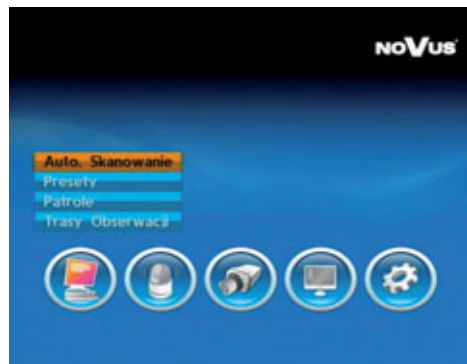 NOVUS
Auto. Skanowanie
Presety
Patrole
Trasy Obserwacji